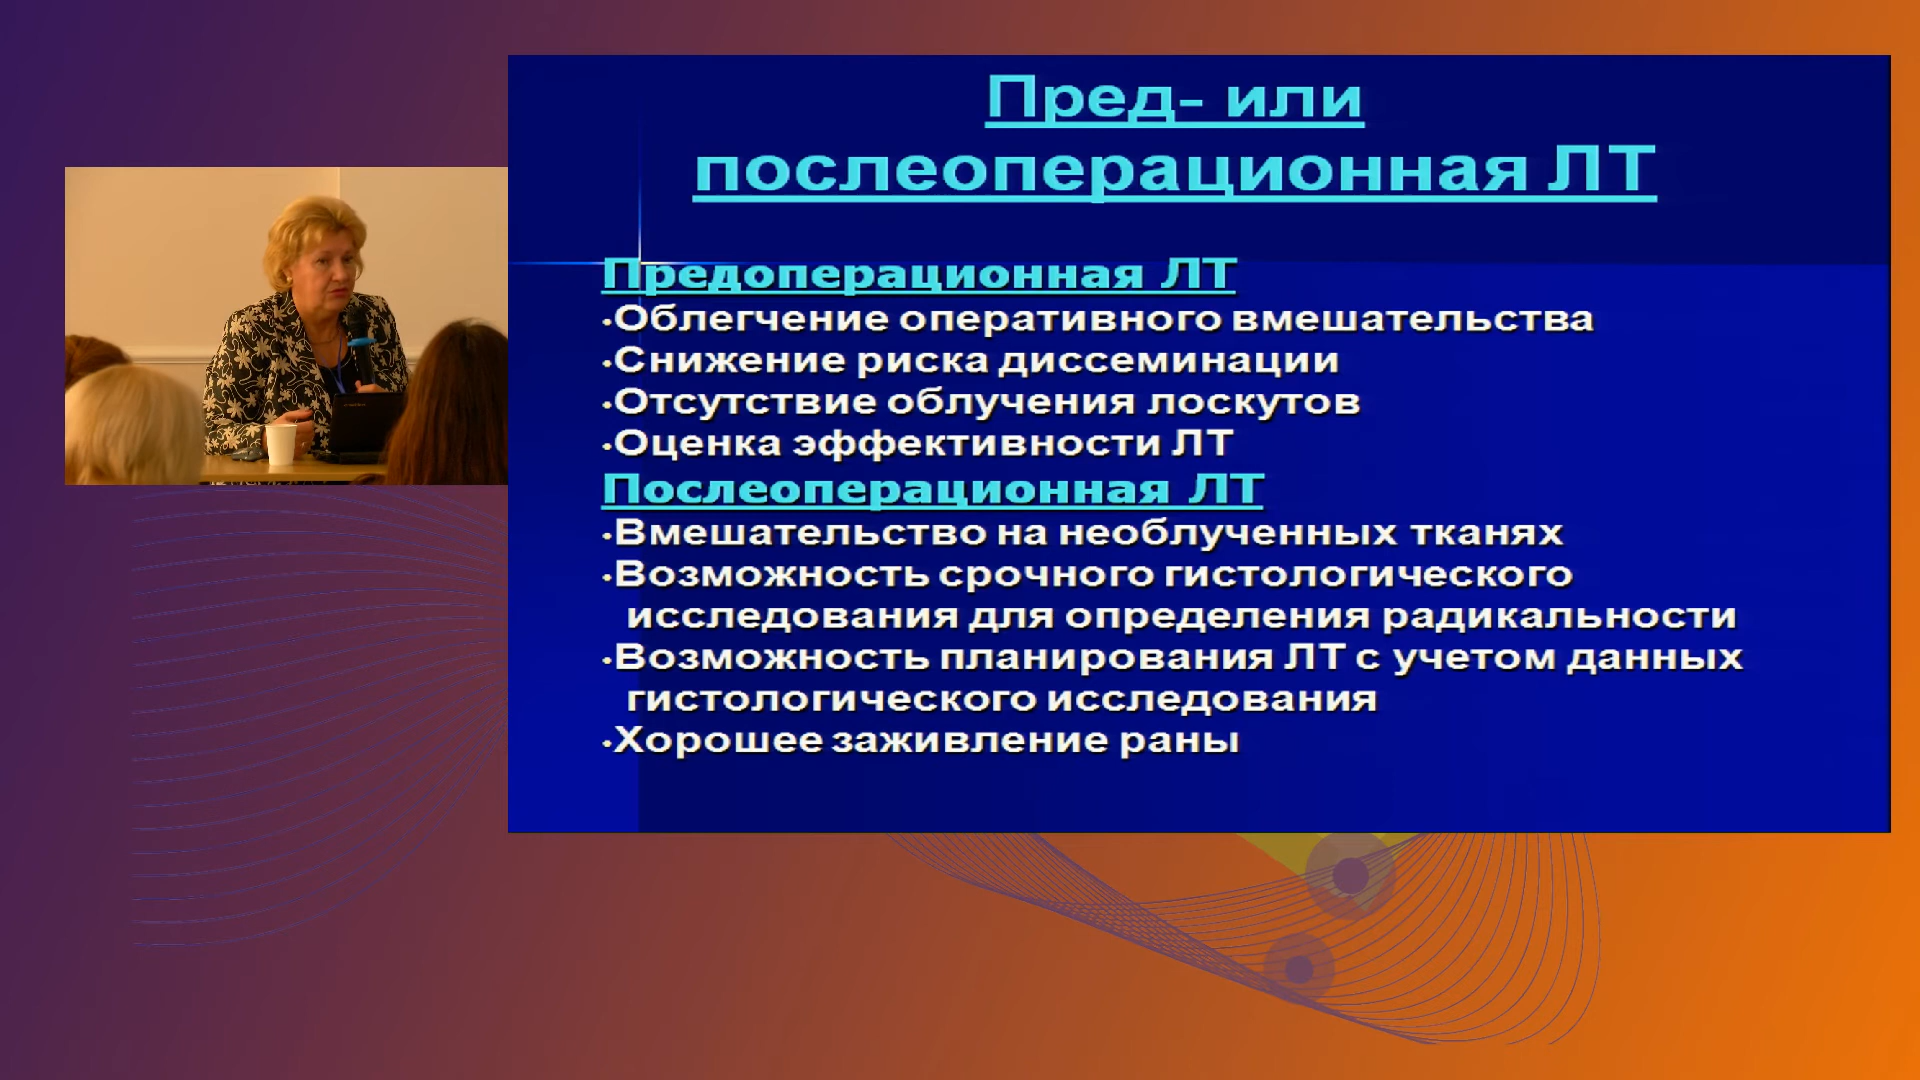 Пред- или
послеоперационная ЛТ
Предоперационная ЛТ
•Облегчение оперативного вмешательства
•Снижение риска диссеминации
•Отсутствие облучения лоскутов
•Оценка эффективности ЛТ
Послеоперационная ЛТ
•Вмешательство на необлученных тканях
•Возможность срочного гистологического
исследования для определения радикальности
•Возможность планирования ЛТ с учетом данных
гистологического исследования
•Хорошее заживление раны